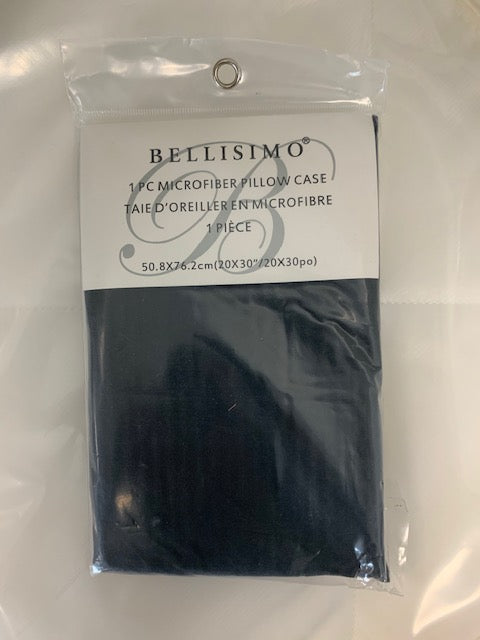 BELLISIMO®
1 PC MICROFIBER PILLOW CASE
TAIE D'OREILLER EN MICROFIBRE
1 PIÈCE
50.8X76.2cm(20X30"/20X30po)
B